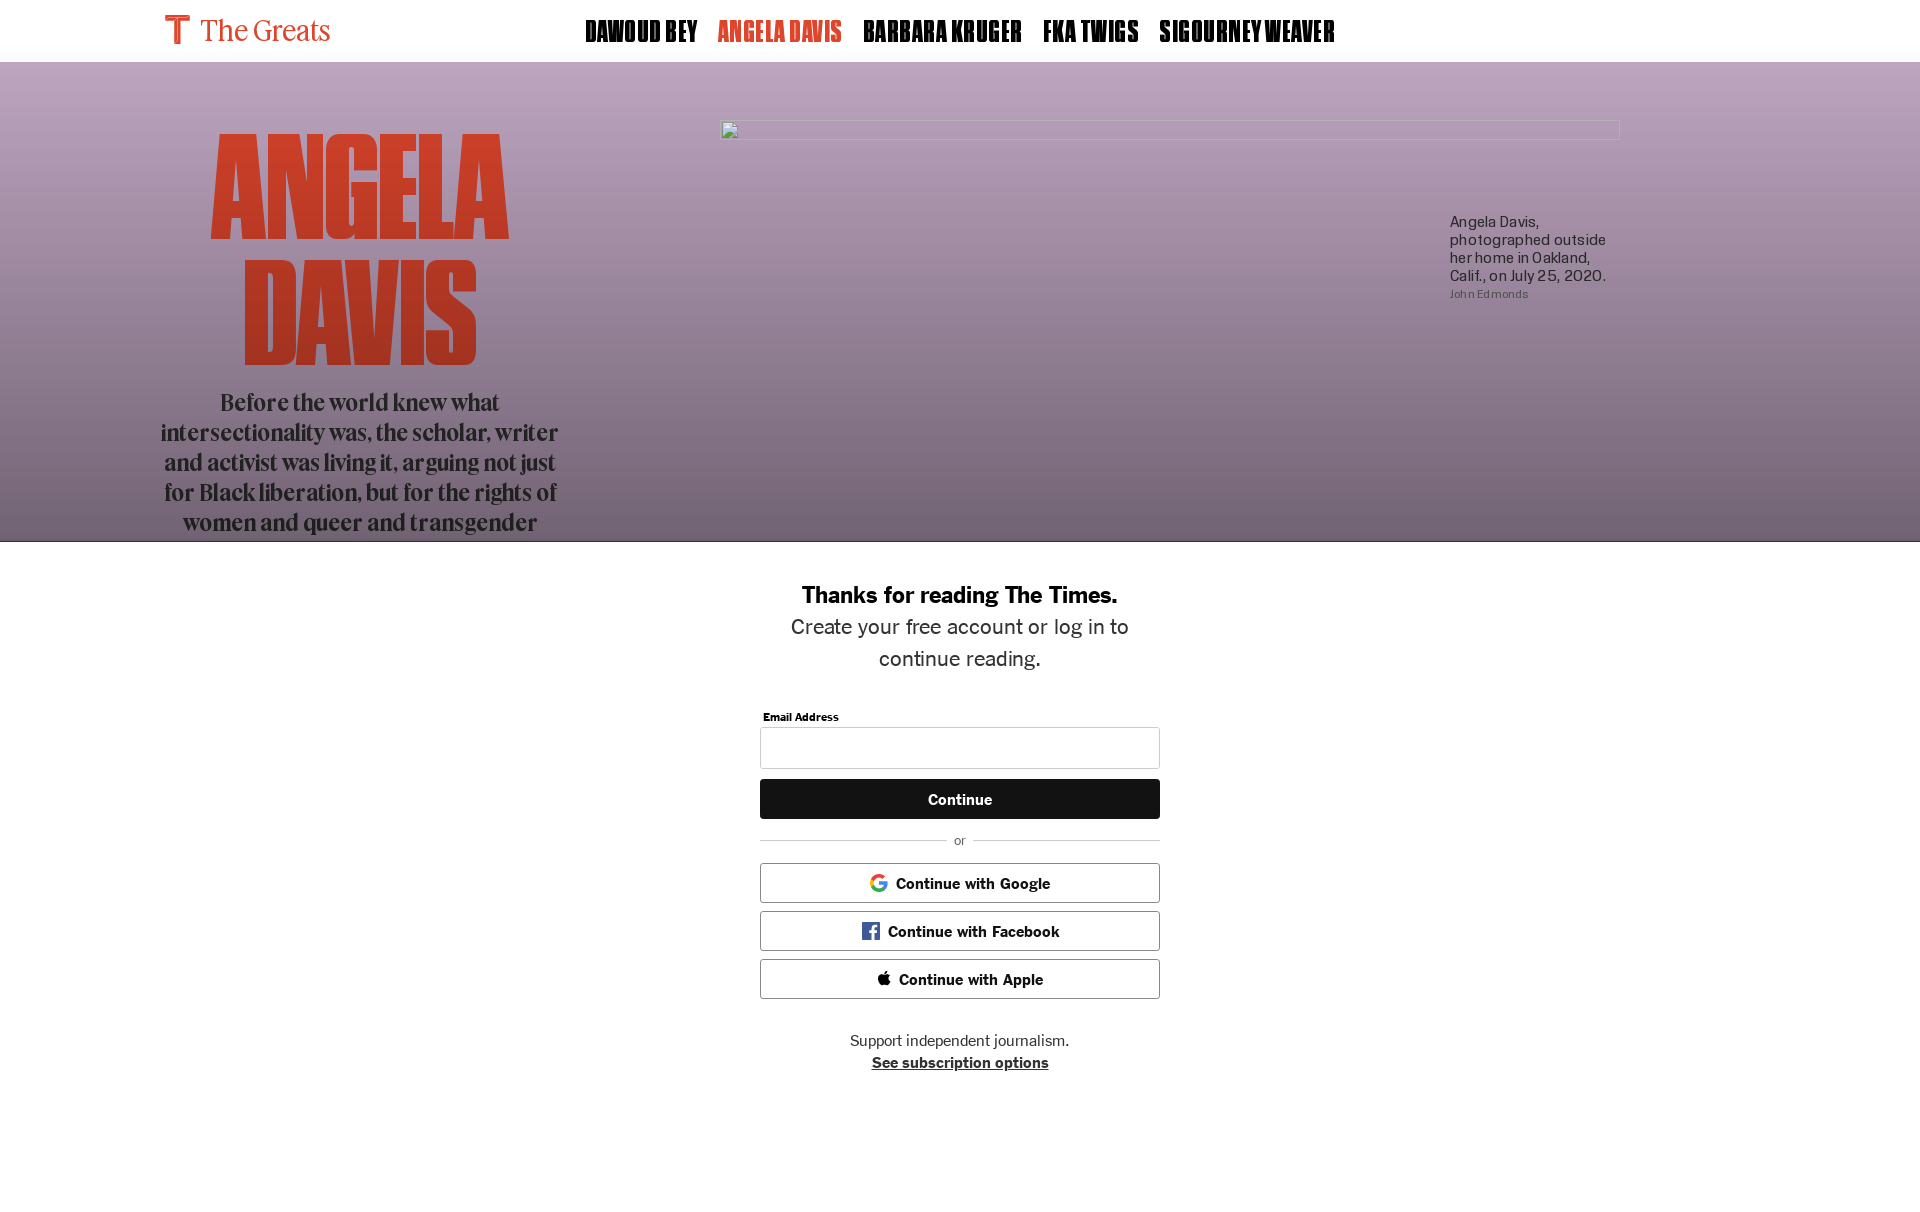 The Greats
DAWOUD BEY
ANGELA DAVIS
BARBARA KRUGER
FKA TWIGS
SIGOURNEY WEAVER
ANGELA
DAVIS
Before the world knew what
intersectionality was, the scholar, writer
and activist was living it, arguing not just
for Black liberation, but for the rights of
women and queer and transgender
Angela Davis,
photographed outside
her home in Oakland,
Calif., on July 25, 2020.
John Edmonds
Thanks for reading The Times.
Create your free account or log in to
continue reading.
Email Address
Continue
or
Continue with Google
Continue with Facebook
Continue with Apple
Support independent journalism.
See subscription options